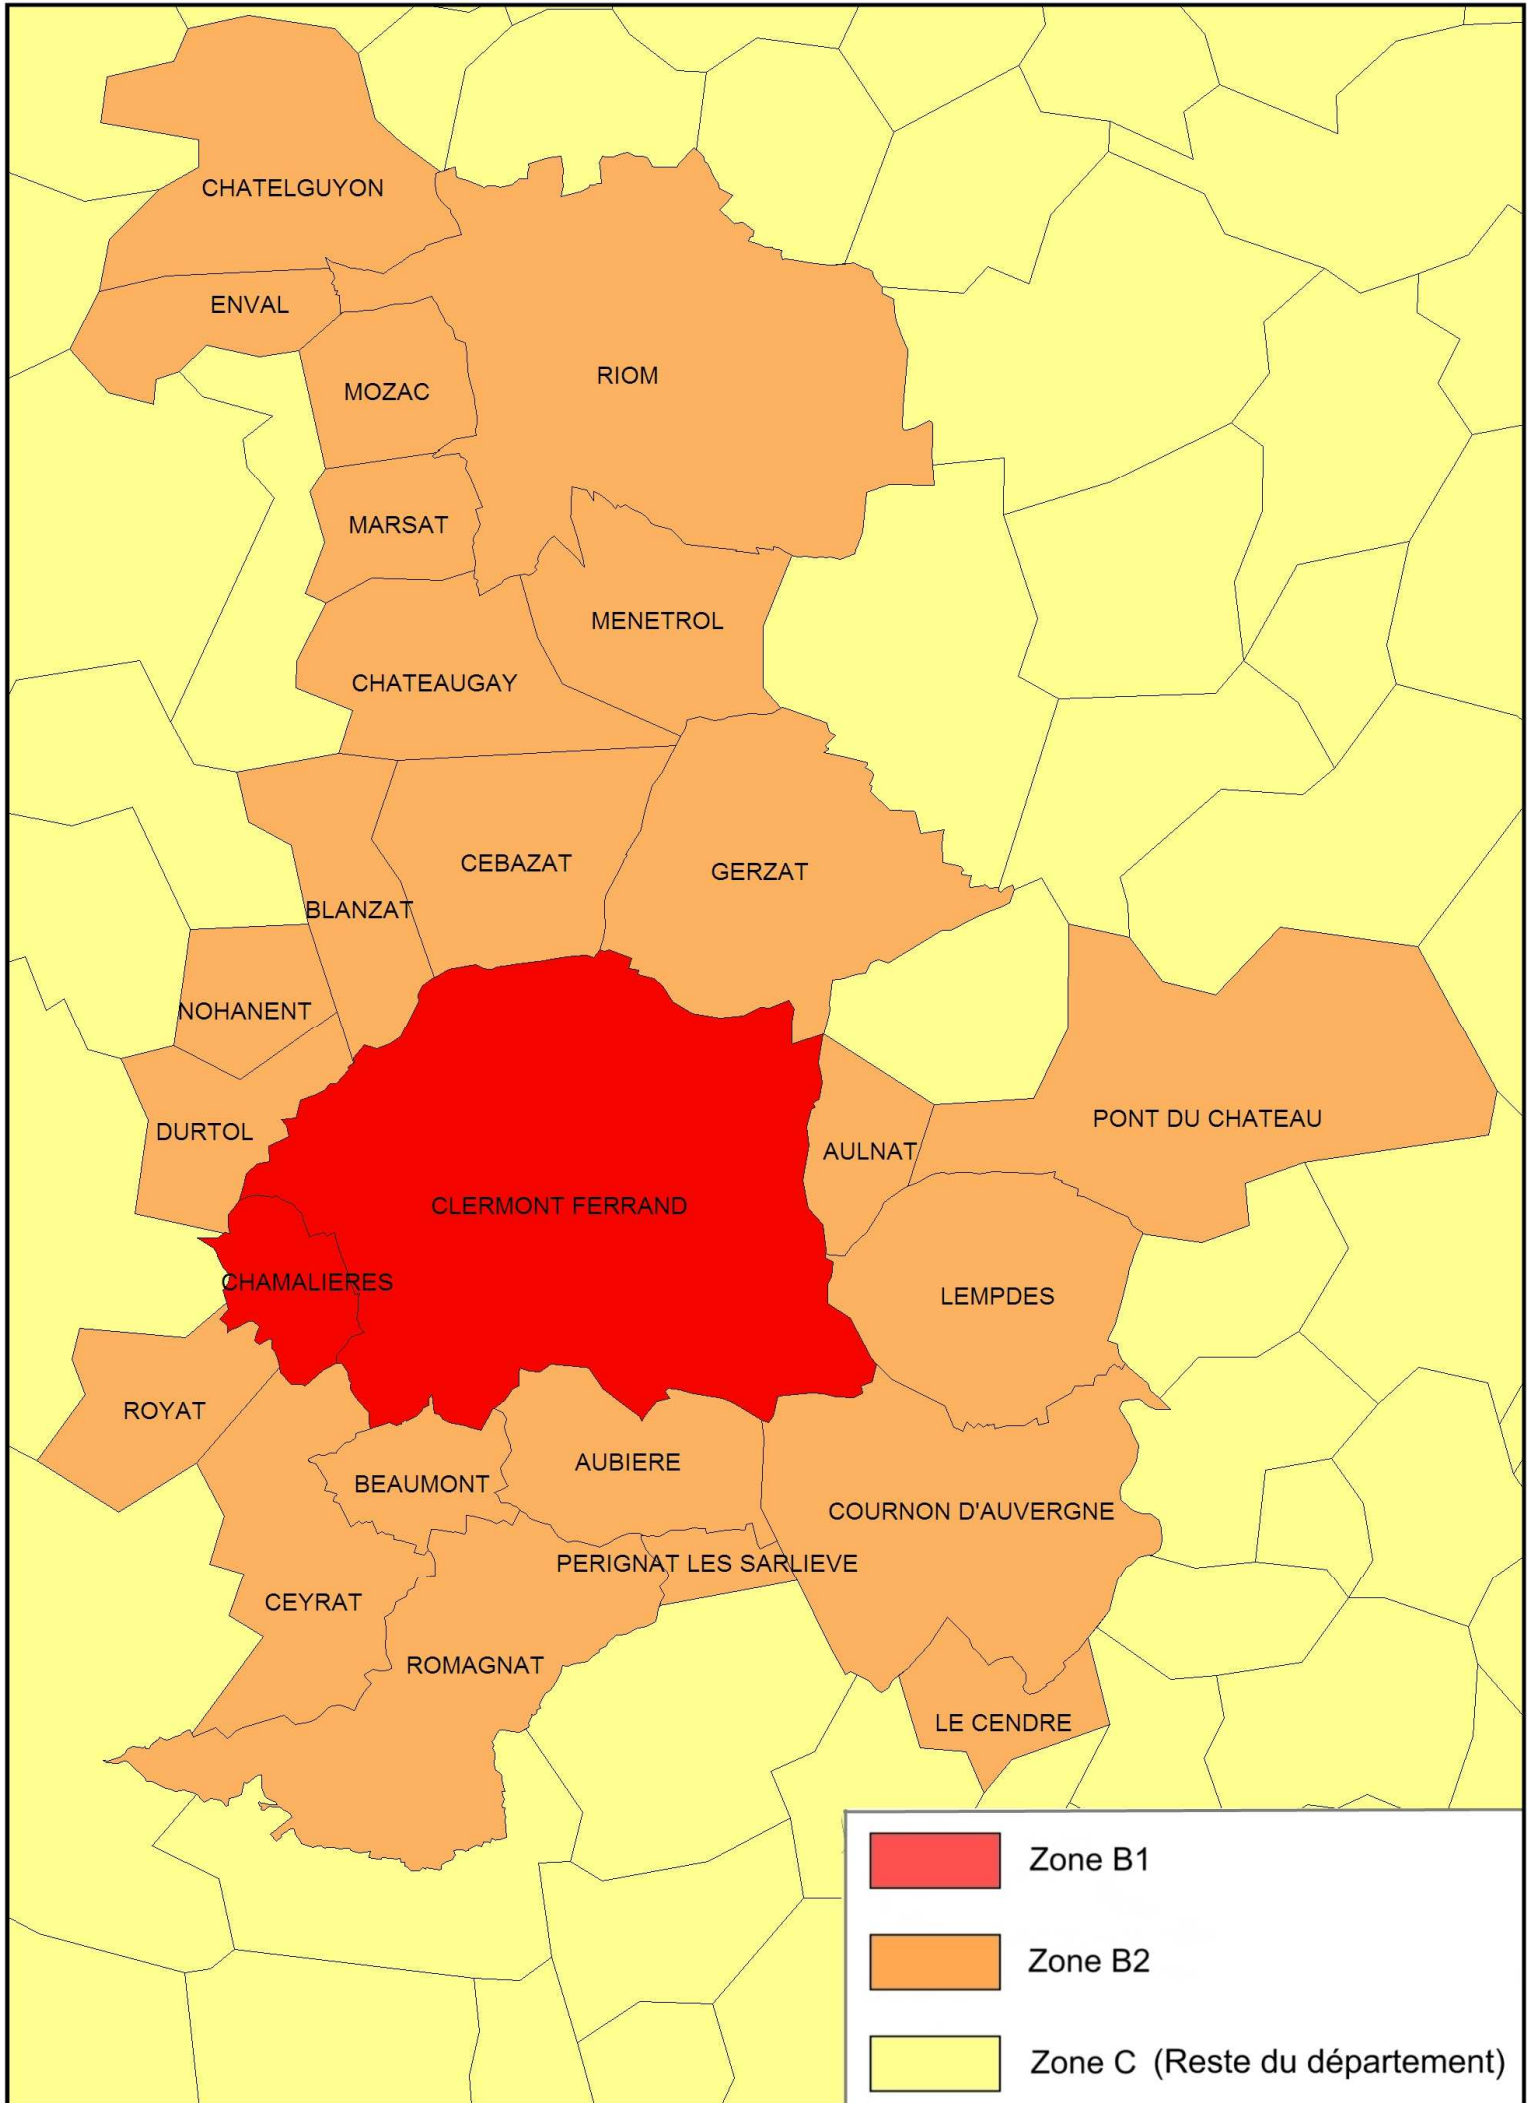 CHATELGUYON
ENVAL
RIOM
MOZAC
MARSAT
MENETROL
CHATEAUGAY
CEBAZAT
GERZAT
BLANZAT
NOHANENT
PONT DU CHATEAU
DURTOL
AULNAT
CLERMONT FERRAND
CHAMALIERES
LEMPDES
ROYAT
AUBIERE
BEAUMONT
COURNON D'AUVERGNE
PERIGNAT LES SARLIEVE
CEYRAT
ROMAGNAT
LE CENDRE
Zone B1
Zone B2
Zone C (Reste du département)